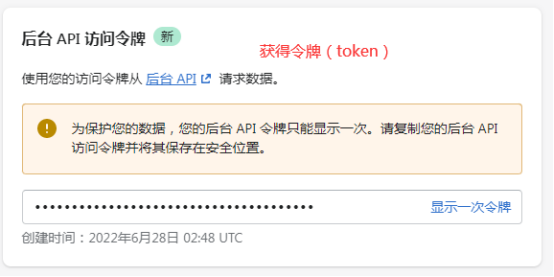 后台 API 访问令牌 新
获得令牌（token）
使用您的访问令牌从 后台 API 请求数据。
为保护您的数据，您的后台 API 令牌只能显示一次。请复制您的后台 API
访问令牌并将其保存在安全位置。
••••••••••••••••••••••••••••••••••••••
显示一次令牌
创建时间：2022年6月28日 02:48 UTC